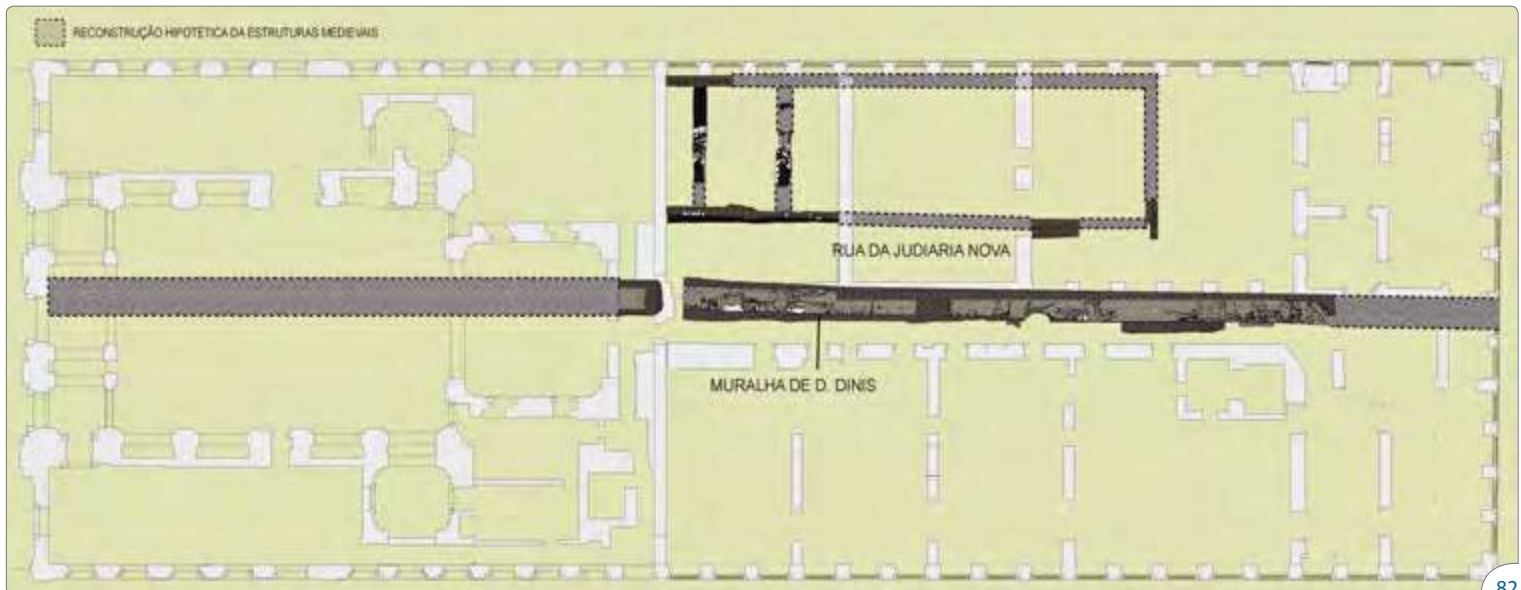 RECONSTRUÇÃO HIPOTÉTICA DA ESTRUTURAS MEDIEVAIS
RUA DA JUDIARIA NOVA
MURALHA DE D. DINIS
82